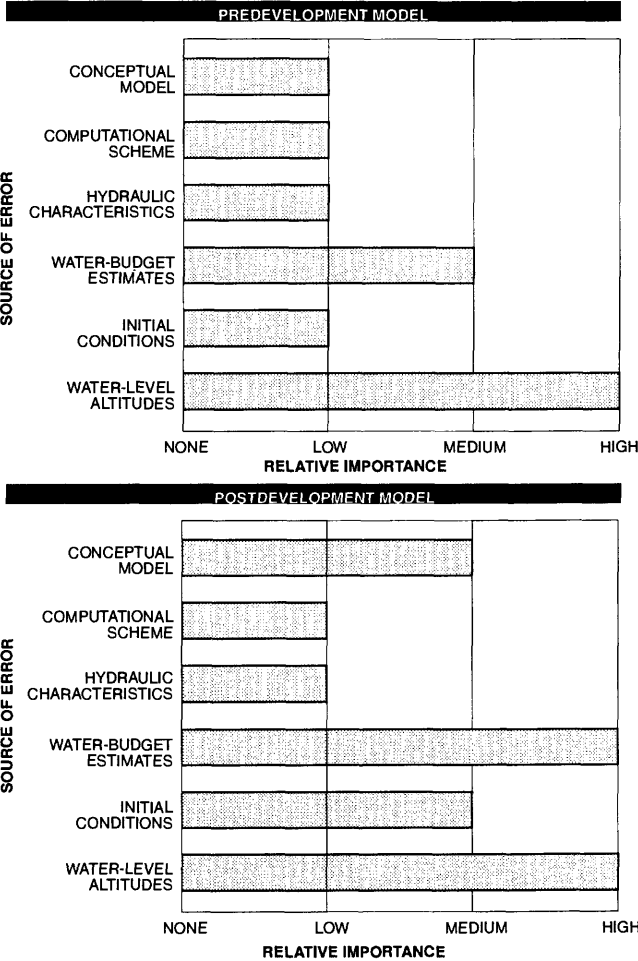 PREDEVELOPMENT MODEL
SOURCE OF ERROR
CONCEPTUAL
MODEL
COMPUTATIONAL
SCHEME
HYDRAULIC
CHARACTERISTICS
WATER-BUDGET
ESTIMATES
INITIAL
CONDITIONS
WATER-LEVEL
ALTITUDES
NONE LOW MEDIUM HIGH
RELATIVE IMPORTANCE
POSTDEVELOPMENT MODEL
SOURCE OF ERROR
CONCEPTUAL
MODEL
COMPUTATIONAL
SCHEME
HYDRAULIC
CHARACTERISTICS
WATER-BUDGET
ESTIMATES
INITIAL
CONDITIONS
WATER-LEVEL
ALTITUDES
NONE LOW MEDIUM HIGH
RELATIVE IMPORTANCE